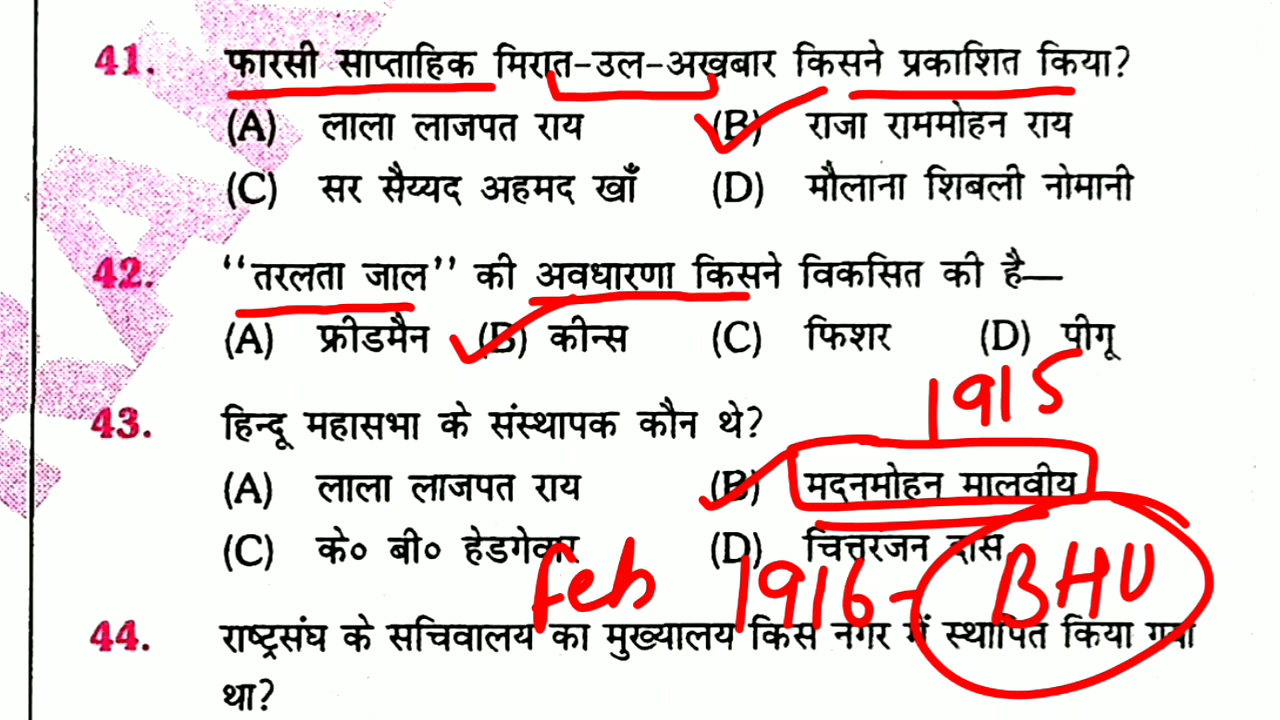 41. फारसी साप्ताहिक मिरात-उल-अखबार किसने प्रकाशित किया?
(A) लाला लाजपत राय (B) राजा राममोहन राय
(C) सर सैय्यद अहमद खाँ (D) मौलाना शिबली नोमानी
42. ‘‘तरलता जाल’’ की अवधारणा किसने विकसित की है—
(A) फ्रीडमैन (B) कीन्स (C) फिशर (D) पीगू
1915
43. हिन्दू महासभा के संस्थापक कौन थे?
(A) लाला लाजपत राय (B) मदनमोहन मालवीय
(C) के० बी० हेडगेवार (D) चित्तरंजन दास
feb 1916- BHU
44. राष्ट्रसंघ के सचिवालय का मुख्यालय किस नगर में स्थापित किया गया
था?